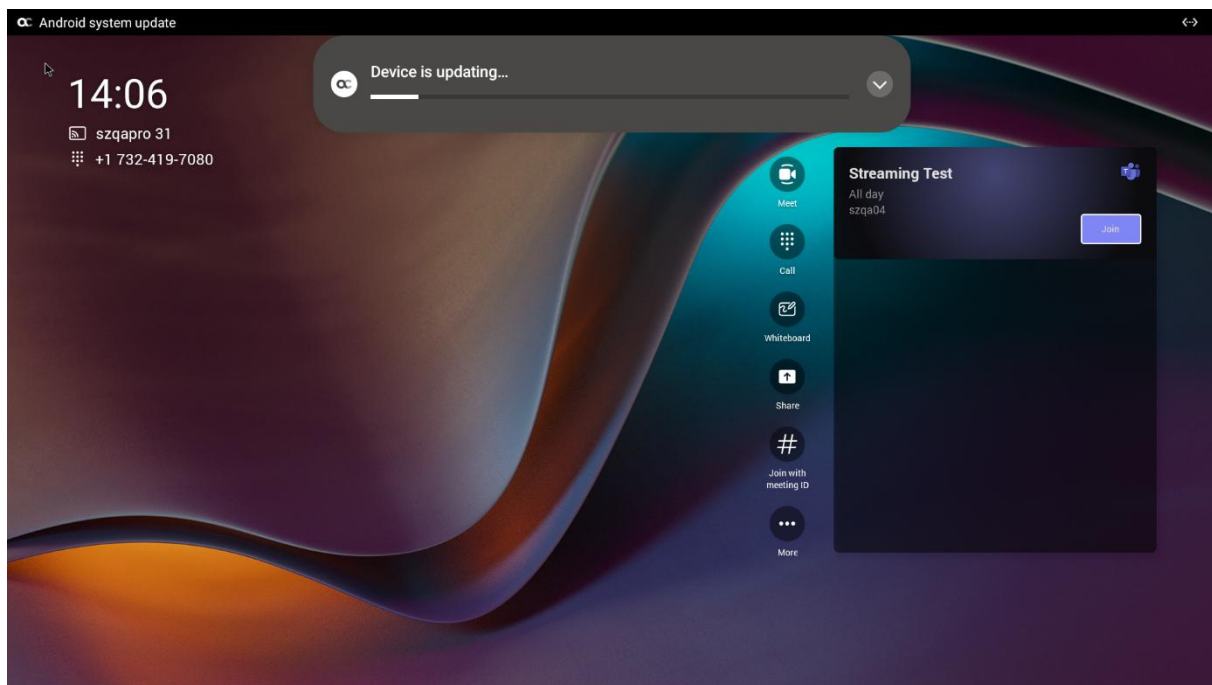 Android system update
Device is updating...
14:06
szqapro 31
+1 732-419-7080
Meet
Call
Whiteboard
Share
Join with
meeting ID
More
Streaming Test
All day
szqa04
Join